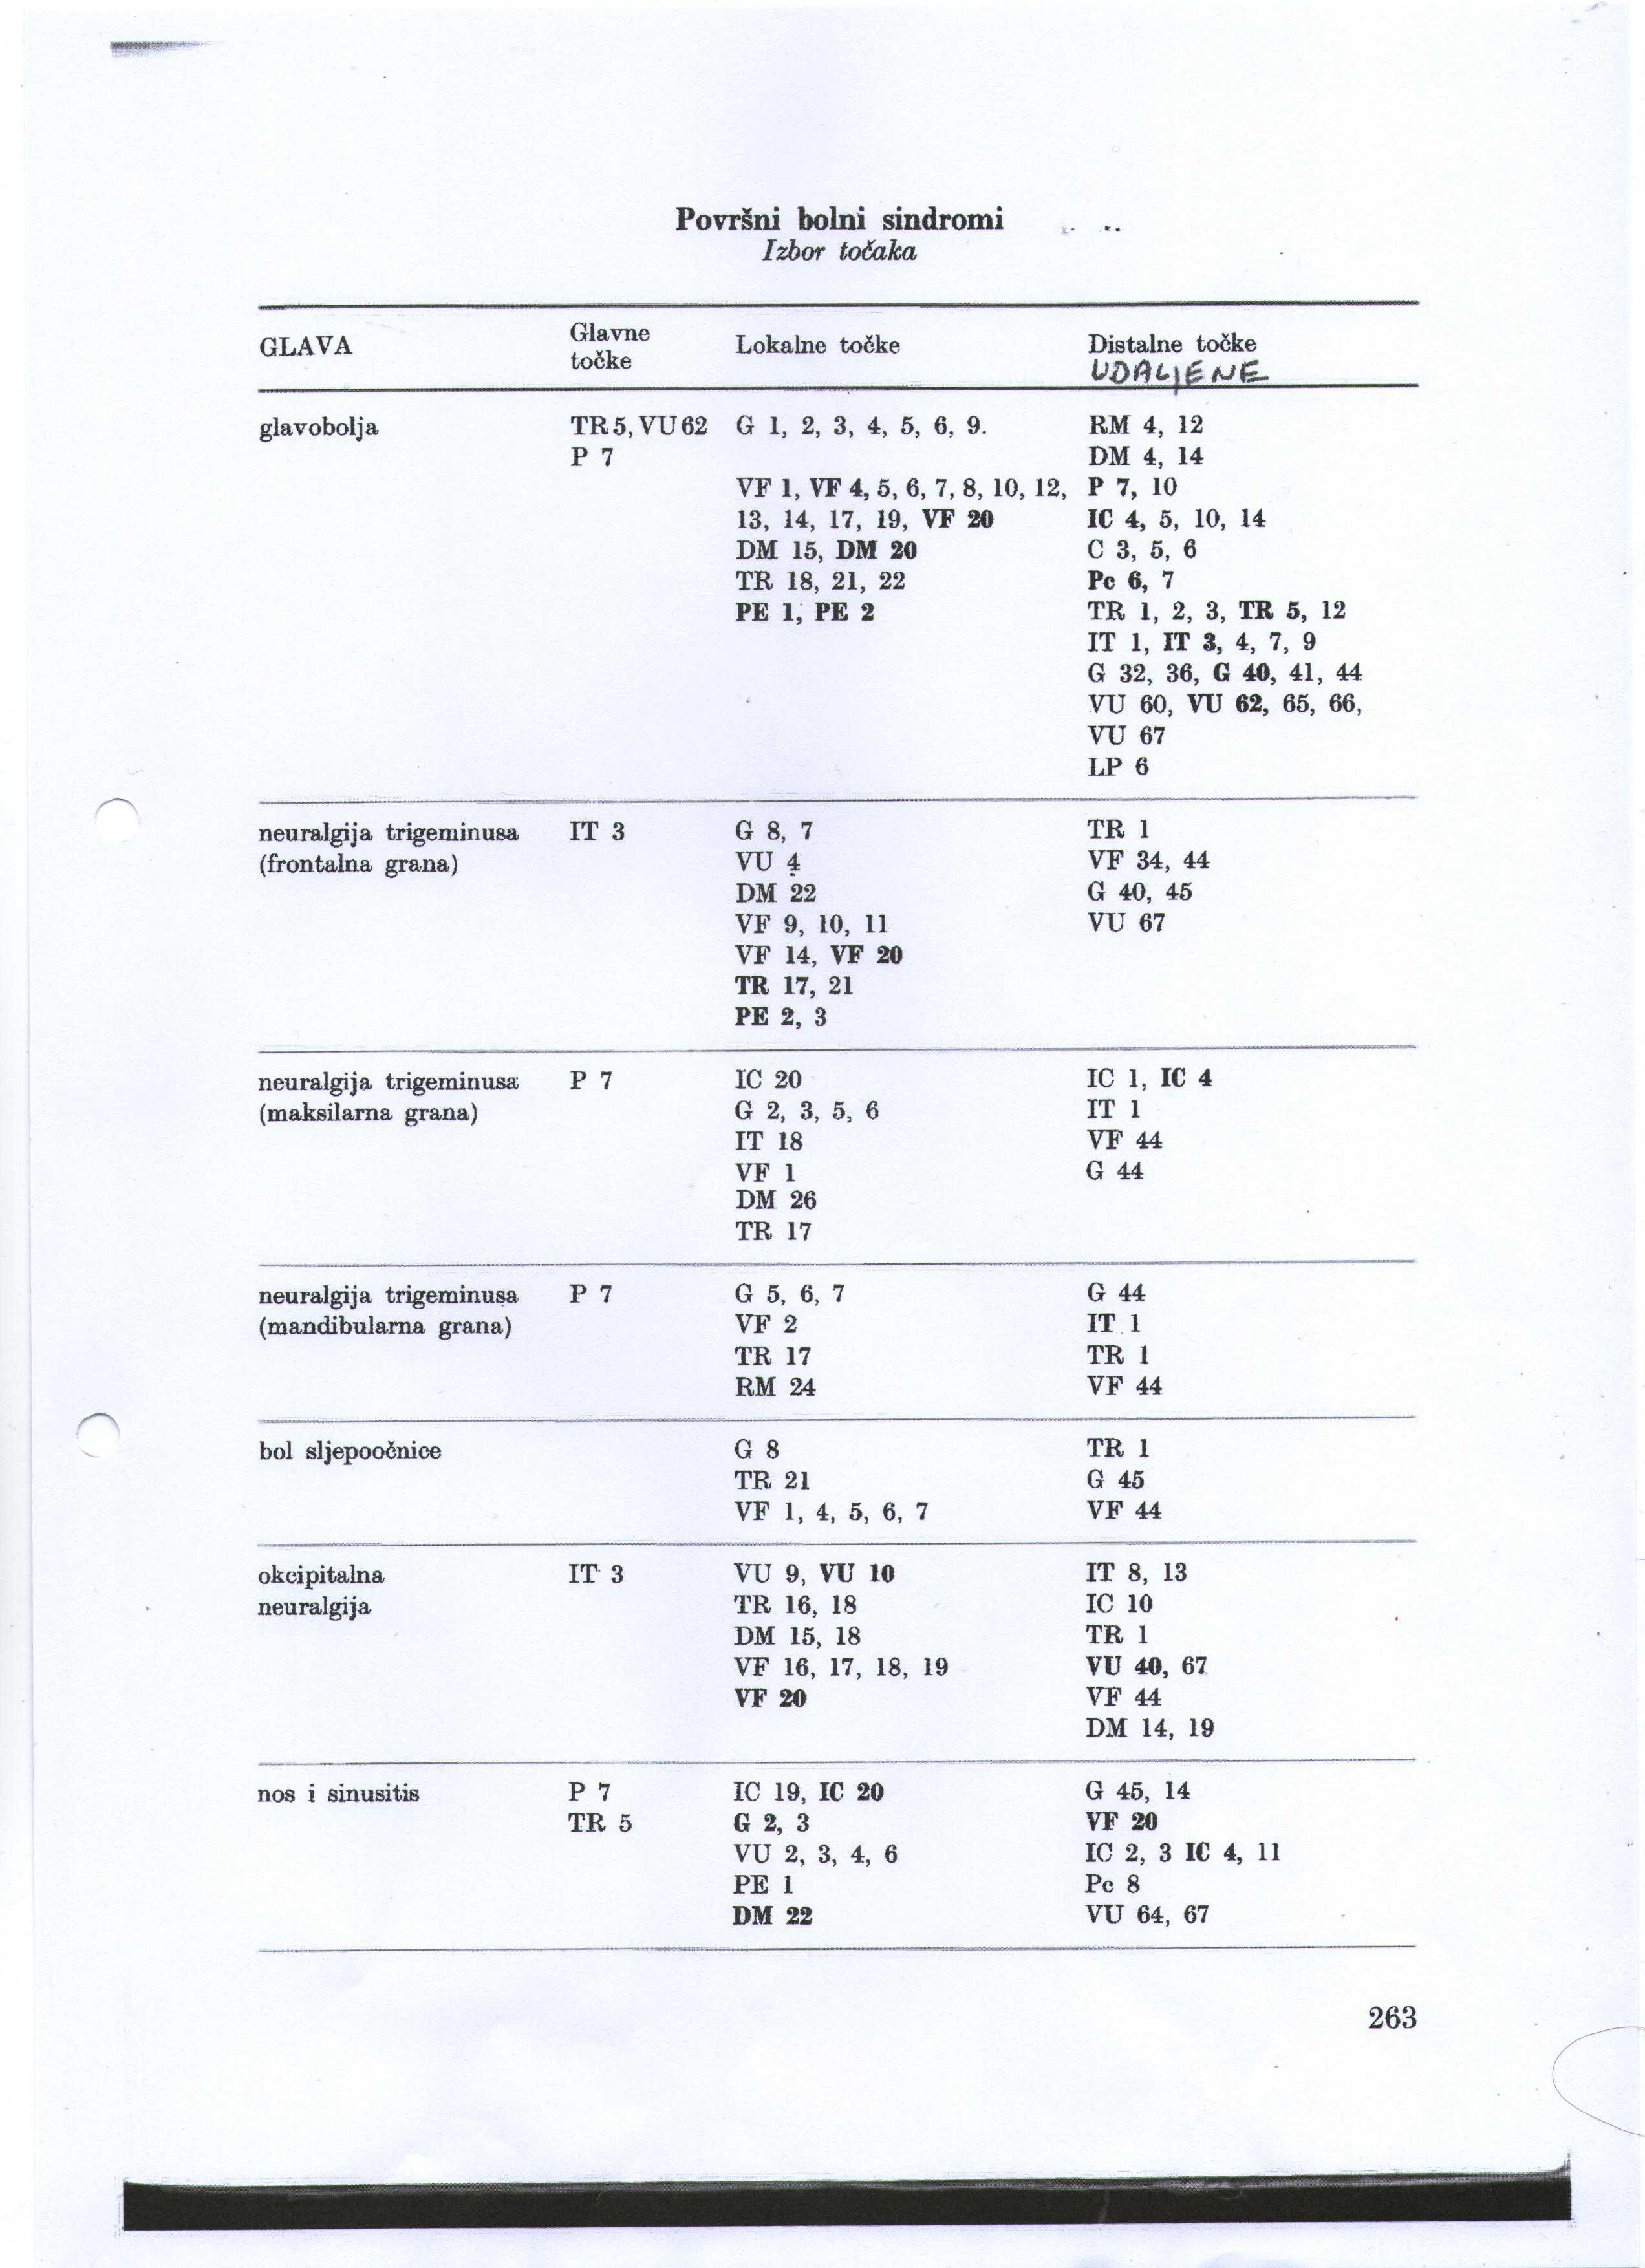 Površni bolni sindromi
Izbor točaka
GLAVA Glavne točke Lokalne točke Distalne točke
UDALJENE
glavobolja TR 5, VU 62 G 1, 2, 3, 4, 5, 6, 9. RM 4, 12
P 7 DM 4, 14
VF 1, VF 4, 5, 6, 7, 8, 10, 12, P 7, 10
13, 14, 17, 19, VF 20 IC 4, 5, 10, 14
DM 15, DM 20 C 3, 5, 6
TR 18, 21, 22 Pc 6, 7
PE 1, PE 2 TR 1, 2, 3, TR 5, 12
IT 1, IT 3, 4, 7, 9
G 32, 36, G 40, 41, 44
VU 60, VU 62, 65, 66,
VU 67
LP 6
neuralgija trigeminusa IT 3 G 8, 7 TR 1
(frontalna grana) VU 4 VF 34, 44
DM 22 G 40, 45
VF 9, 10, 11 VU 67
VF 14, VF 20
TR 17, 21
PE 2, 3
neuralgija trigeminusa P 7 IC 20 IC 1, IC 4
(maksilarna grana) G 2, 3, 5, 6 IT 1
IT 18 VF 44
VF 1 G 44
DM 26
TR 17
neuralgija trigeminusa P 7 G 5, 6, 7 G 44
(mandibularna grana) VF 2 IT 1
TR 17 TR 1
RM 24 VF 44
bol sljepoočnice G 8 TR 1
TR 21 G 45
VF 1, 4, 5, 6, 7 VF 44
okcipitalna IT 3 VU 9, VU 10 IT 8, 13
neuralgija TR 16, 18 IC 10
DM 15, 18 TR 1
VF 16, 17, 18, 19 VU 40, 67
VF 20 VF 44
DM 14, 19
nos i sinusitis P 7 IC 19, IC 20 G 45, 14
TR 5 G 2, 3 VF 20
VU 2, 3, 4, 6 IC 2, 3 IC 4, 11
PE 1 Pc 8
DM 22 VU 64, 67
263